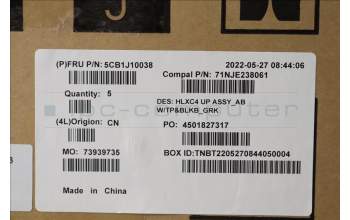 (P)FRU P/N: 5CB1J10038
2022-05-27 08:44:06
Compal P/N: 71NJE238061
Quantity: 5
DES: HLXC4 UP ASSY_AB
W/TP&BLKB_GRK
(4L)Origion: CN
PO: 4501827317
MO: 73939735
BOX ID:TNBT2205270844050004
Made in China